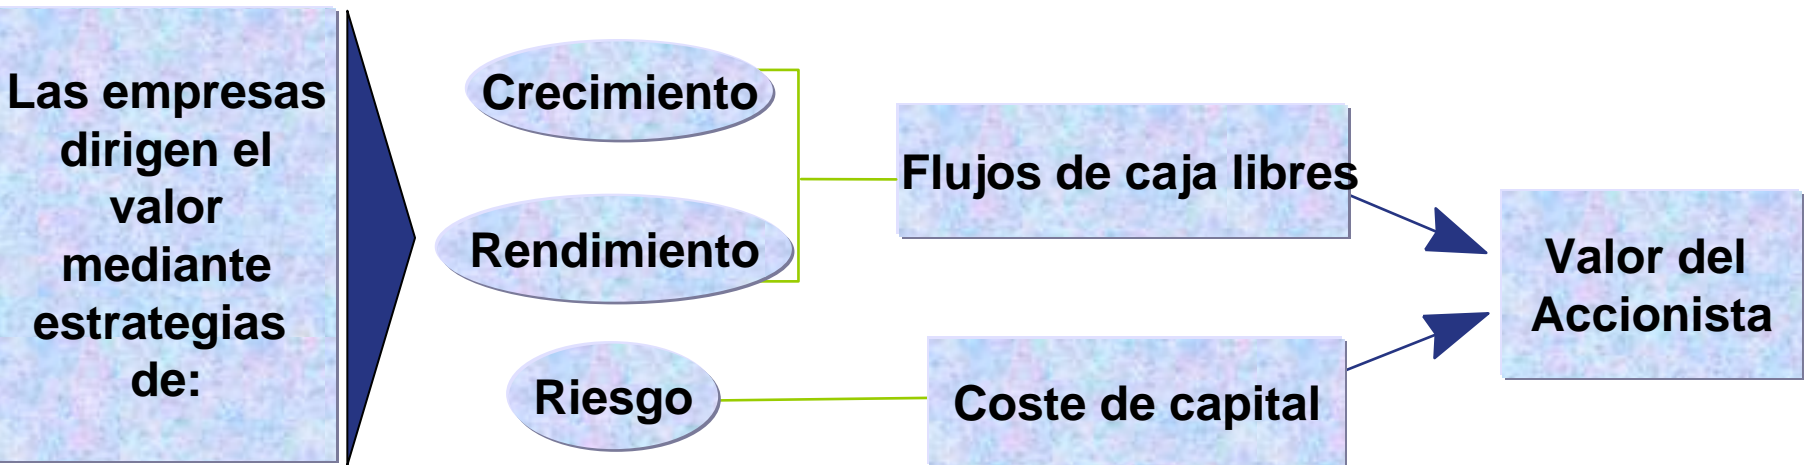 Las empresas
dirigen el
valor
mediante
estrategias
de:
Crecimiento
Rendimiento
Riesgo
Flujos de caja libres
Coste de capital
Valor del
Accionista